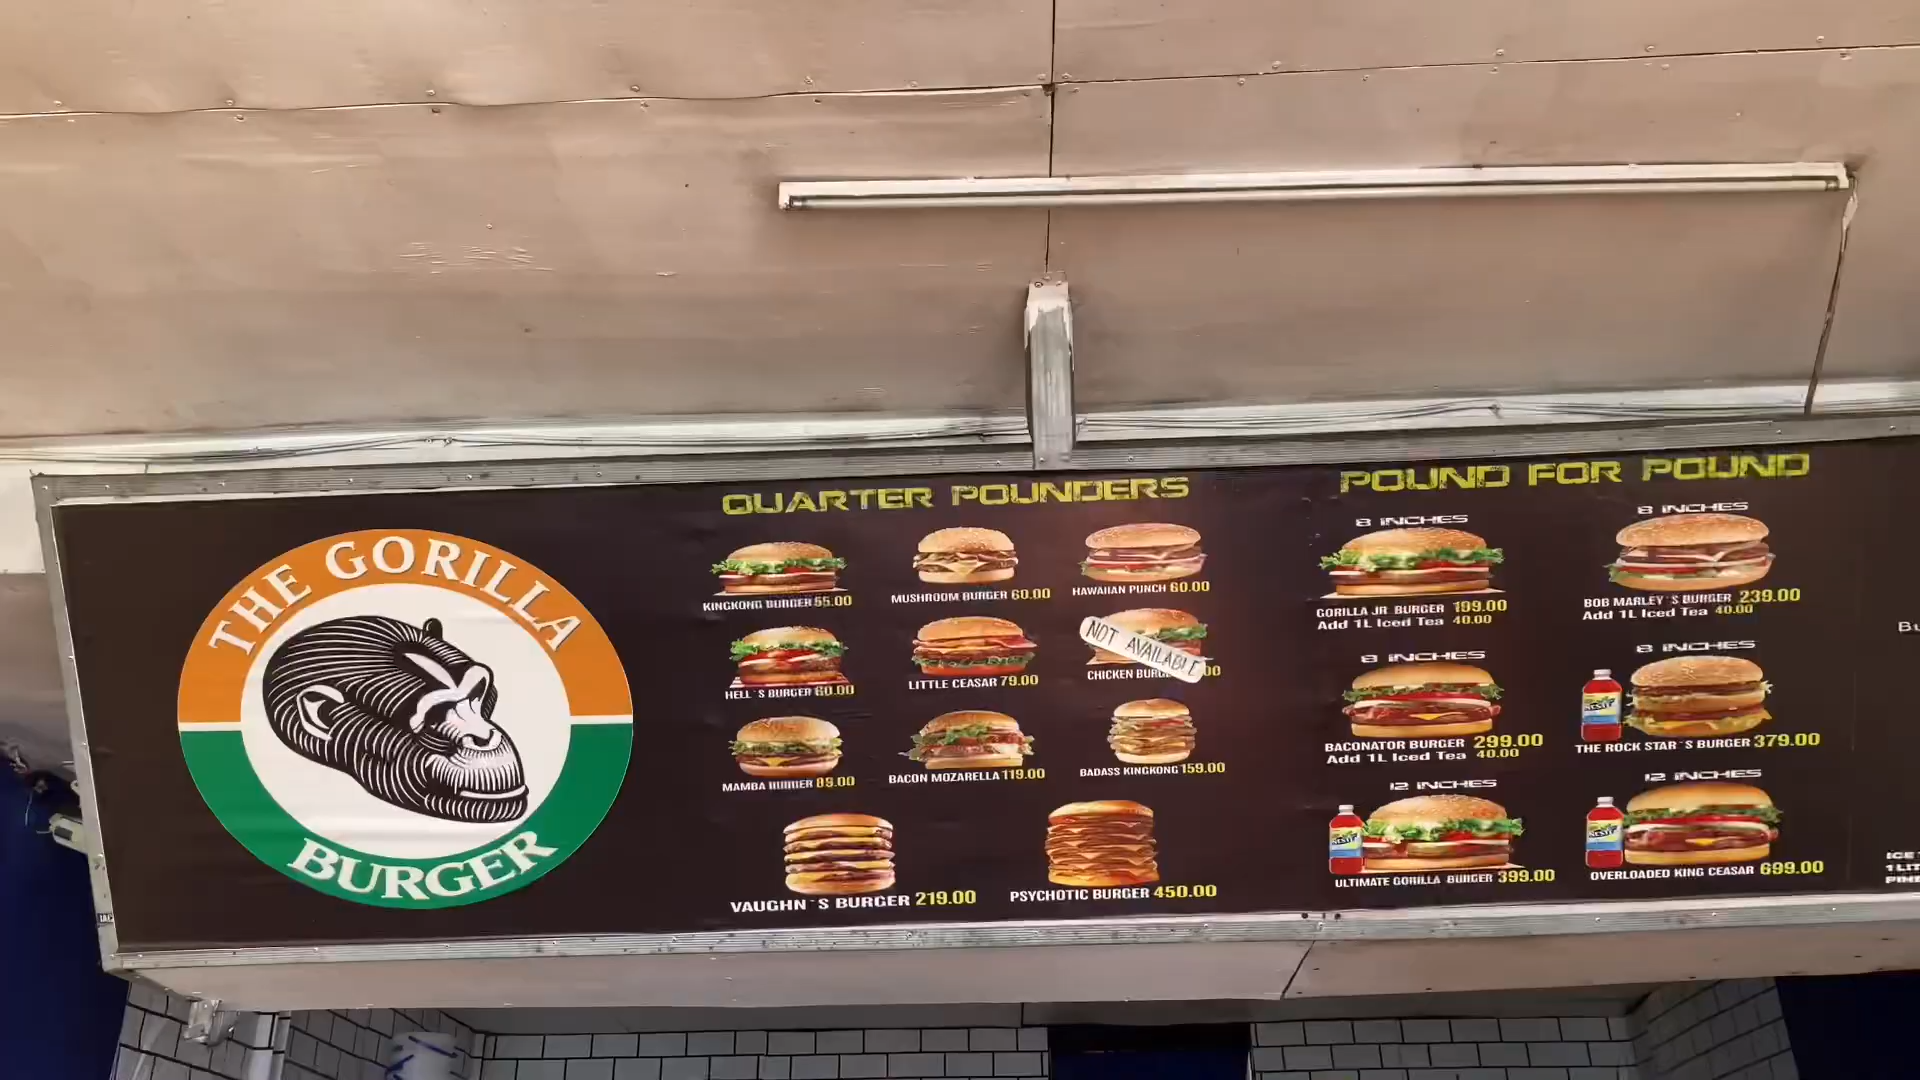 THE GORILLA
BURGER
QUARTER POUNDERS
KINGKONG BURGER 55.00
MUSHROOM BURGER 60.00
HAWAIIAN PUNCH 60.00
HELL`S BURGER 60.00
LITTLE CEASAR 79.00
NOT AVAILABLE
CHICKEN
MAMBA BURGER 89.00
BACON MOZARELLA 119.00
BADASS KINGKONG 159.00
VAUGHN`S BURGER 219.00
PSYCHOTIC BURGER 450.00
POUND FOR POUND
8 INCHES
GORILLA JR BURGER 199.00
Add 1L Iced Tea 40.00
8 INCHES
BOB MARLEY`S BURGER 239.00
Add 1L Iced Tea 40.00
8 INCHES
BACONATOR BURGER 299.00
Add 1L Iced Tea 40.00
8 INCHES
THE ROCK STAR`S BURGER 379.00
12 INCHES
ULTIMATE GORILLA BURGER 399.00
12 INCHES
OVERLOADED KING CEASAR 699.00